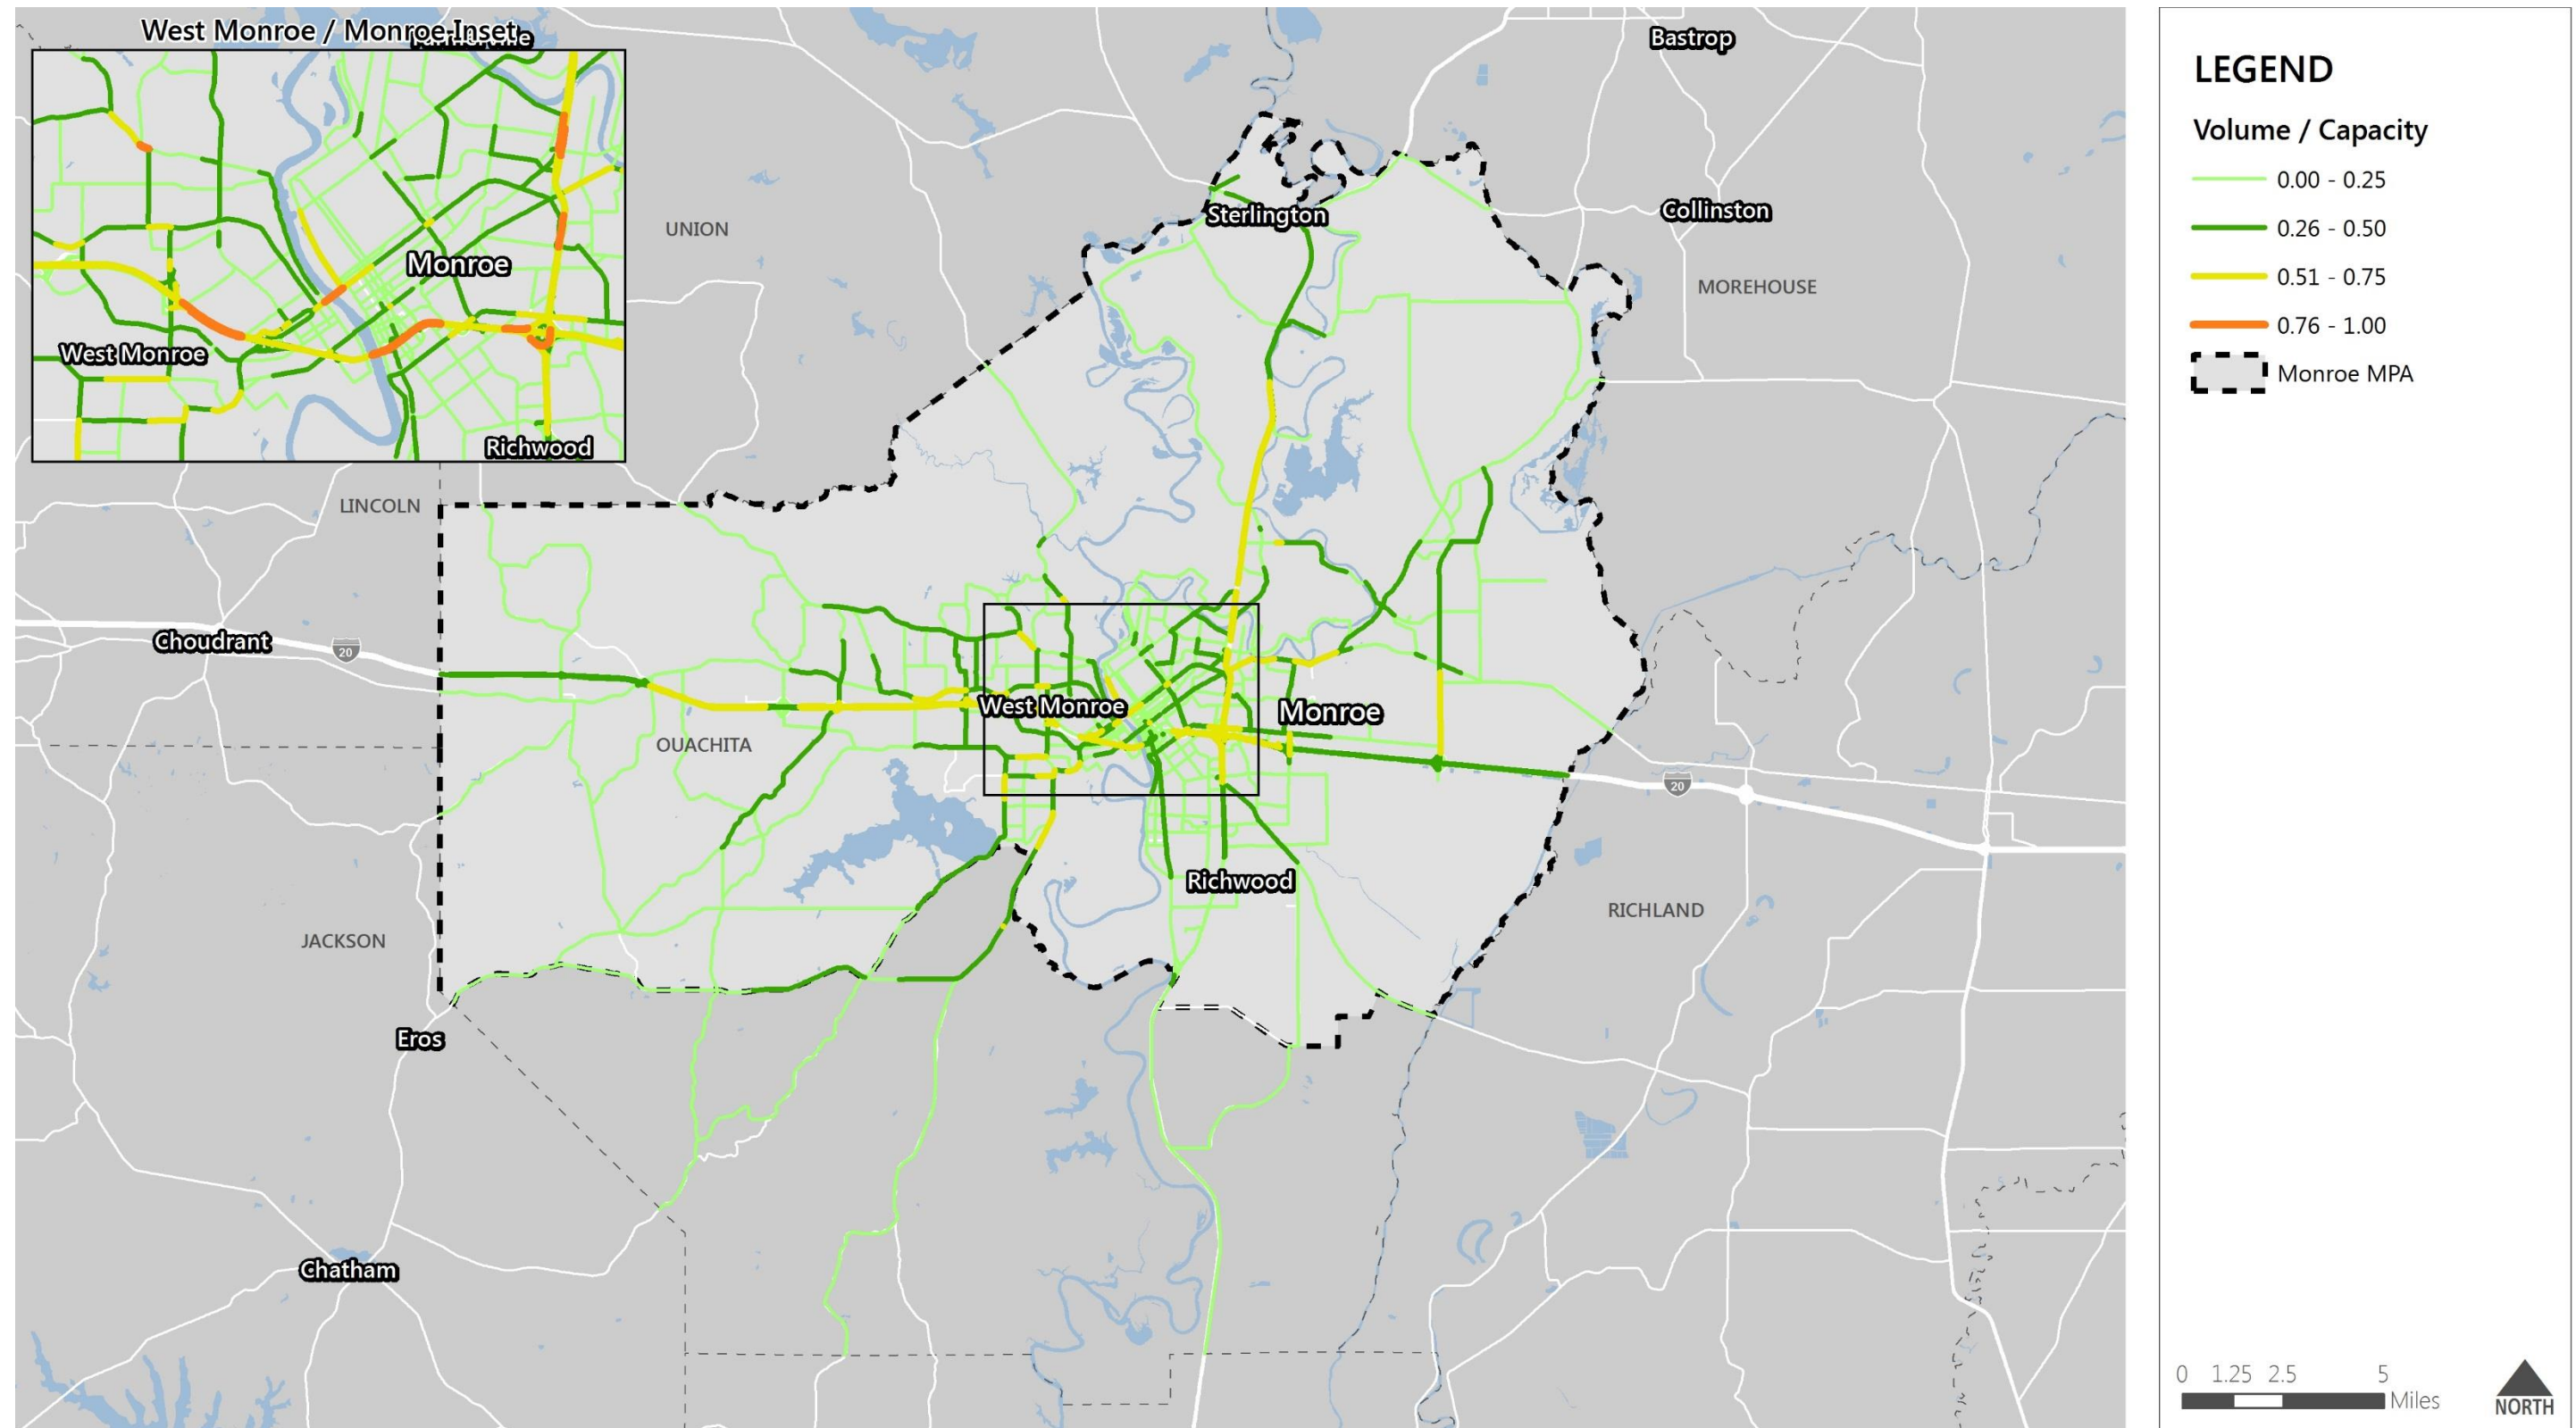 West Monroe / Monroe Inset
Monroe
West Monroe
Richwood
Bastrop
UNION
Sterlington
Collinston
MOREHOUSE
LINCOLN
Choudrant
20
West Monroe
Monroe
OUACHITA
20
Richwood
RICHLAND
JACKSON
Eros
Chatham
LEGEND
Volume / Capacity
0.00 - 0.25
0.26 - 0.50
0.51 - 0.75
0.76 - 1.00
Monroe MPA
0 1.25 2.5 5
Miles
NORTH